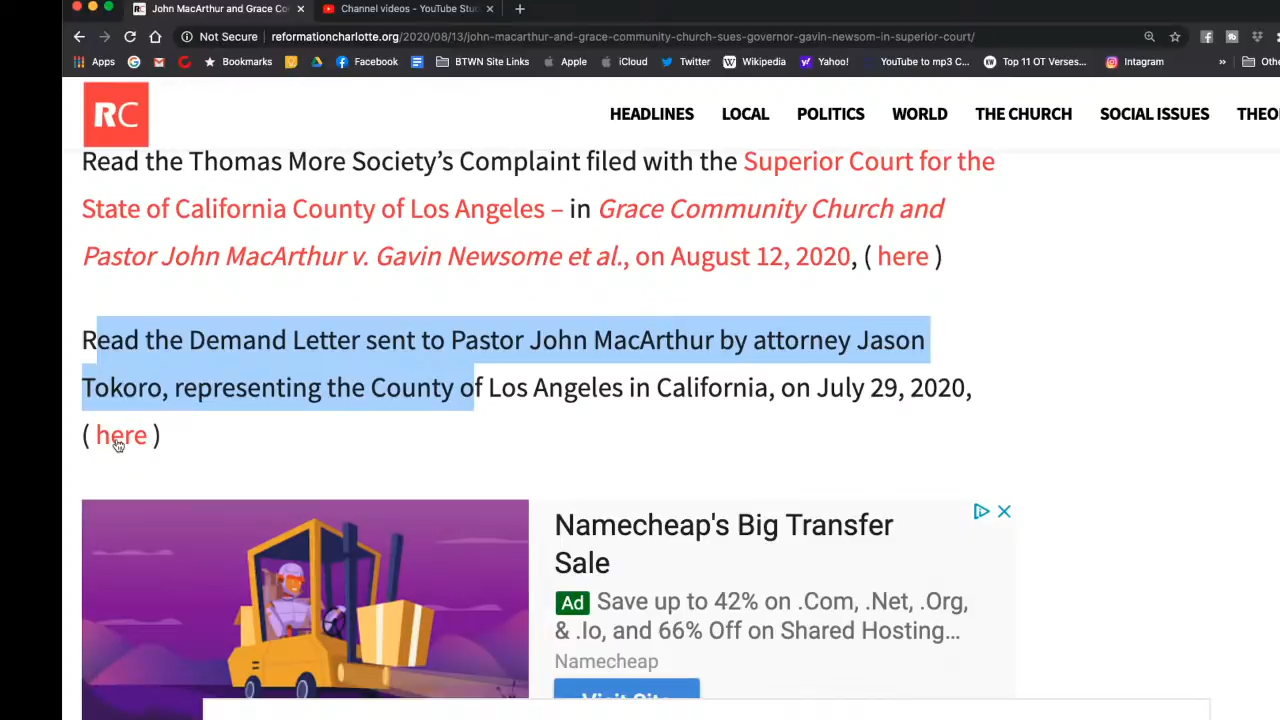 John MacArthur and Grace Co
Channel videos - YouTube Stu
Not Secure
reformationcharlotte.org/2020/08/13/john-macarthur-and-grace-community-church-sues-governor-gavin-newsom-in-superior-court/
Apps
Bookmarks
Facebook
BTWN Site Links
Apple
iCloud
Twitter
Wikipedia
Yahoo!
YouTube to mp3 C...
Top 11 OT Verses...
Intagram
»
Othe
RC
HEADLINES
LOCAL
POLITICS
WORLD
THE CHURCH
SOCIAL ISSUES
THEO
Read the Thomas More Society’s Complaint filed with the Superior Court for the
State of California County of Los Angeles – in Grace Community Church and
Pastor John MacArthur v. Gavin Newsome et al., on August 12, 2020, ( here )
Read the Demand Letter sent to Pastor John MacArthur by attorney Jason
Tokoro, representing the County of Los Angeles in California, on July 29, 2020,
( here )
Namecheap's Big Transfer
Sale
Ad Save up to 42% on .Com, .Net, .Org,
& .Io, and 66% Off on Shared Hosting...
Namecheap
Visit Site